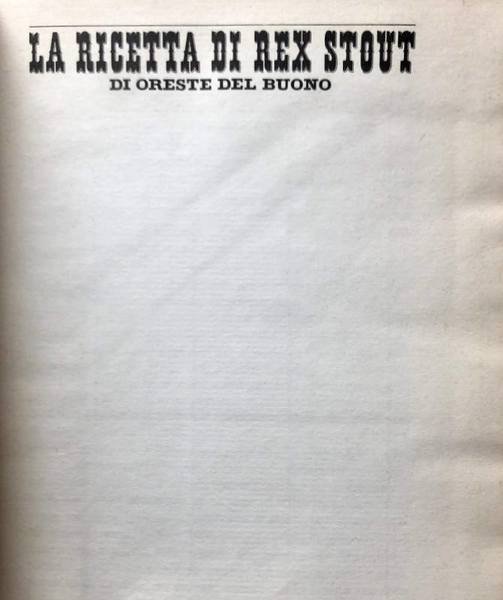 LA RICETTA DI REX STOUT
DI ORESTE DEL BUONO